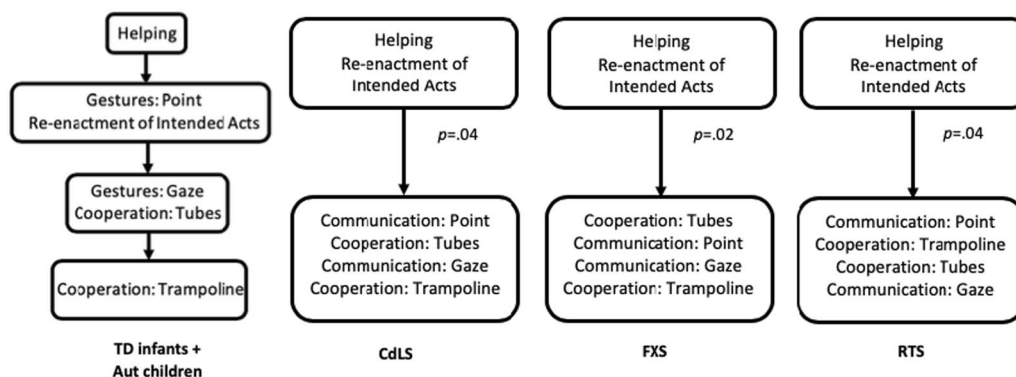 Helping
Gestures: Point
Re-enactment of Intended Acts
Gestures: Gaze
Cooperation: Tubes
Cooperation: Trampoline
TD infants +
Aut children
Helping
Re-enactment of
Intended Acts
p=.04
Communication: Point
Cooperation: Tubes
Communication: Gaze
Cooperation: Trampoline
CdLS
Helping
Re-enactment of
Intended Acts
p=.02
Cooperation: Tubes
Communication: Point
Communication: Gaze
Cooperation: Trampoline
FXS
Helping
Re-enactment of
Intended Acts
p=.04
Communication: Point
Cooperation: Trampoline
Cooperation: Tubes
Communication: Gaze
RTS